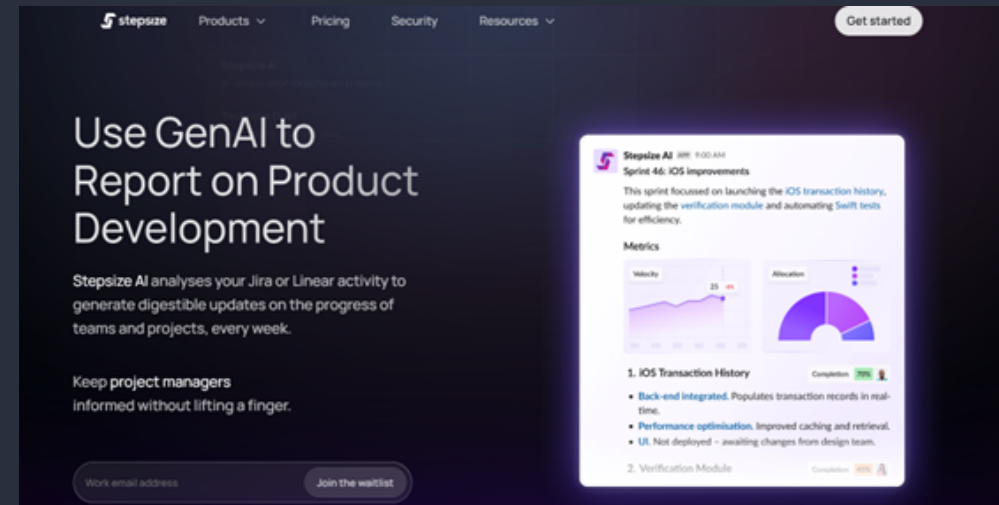 stepsize
Products
Pricing
Security
Resources
Get started
Use GenAI to
Report on Product
Development
Stepsize AI analyses your Jira or Linear activity to
generate digestible updates on the progress of
teams and projects, every week.
Keep project managers
informed without lifting a finger.
Work email address
Join the waitlist
Stepsize AI APP 9:00 AM
Sprint 46: iOS improvements
This sprint focussed on launching the iOS transaction history,
updating the verification module and automating Swift tests
for efficiency.
Metrics
Velocity
25
Allocation
1. iOS Transaction History
Completion 70%
• Back-end integrated. Populates transaction records in real-
time.
• Performance optimisation. Improved caching and retrieval.
• UI. Not deployed – awaiting changes from design team.
2. Verification Module
Completion 45%